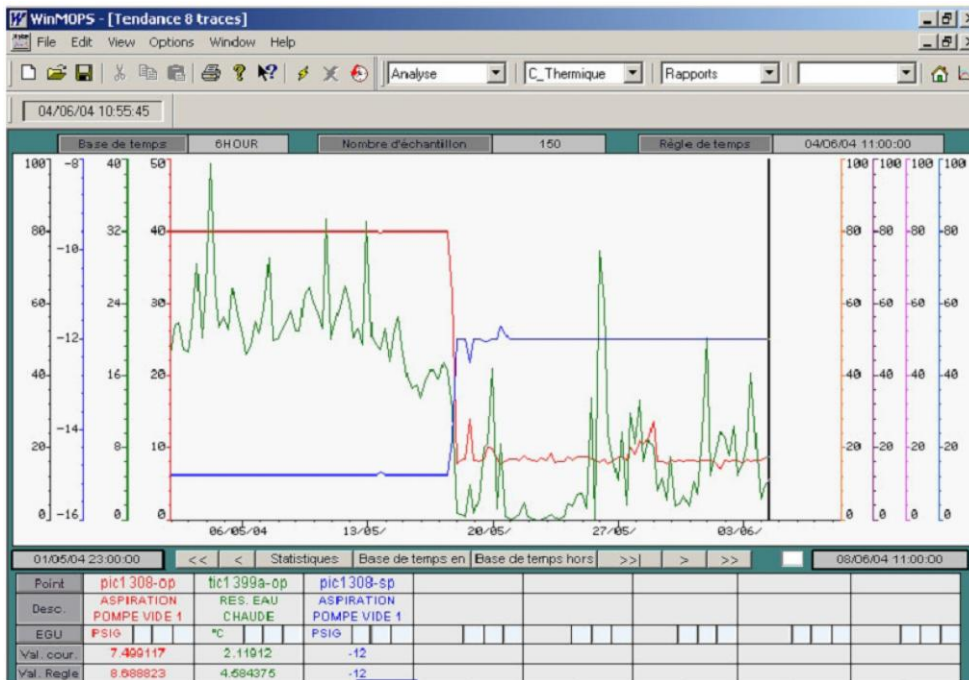 WinMOPS - [Tendance 8 traces]
File Edit View Options Window Help
Analyse C_Thermique Rapports
04/06/04 10:55:45
Base de temps 6HOUR Nombre d'échantillon 150 Règle de temps 04/06/04 11:00:00
100 -8 40 50 100 100 100 100
80 -10 32 40 80 80 80 80
60 24 30 60 60 60 60
-12
40 16 20 40 40 40 40
-14
20 8 10 20 20 20 20
0 -16 0 0 0 0 0 0
06/05/04 13/05/ 20/05/ 27/05/ 03/06/
01/05/04 23:00:00 << < Statistiques Base de temps en Base de temps hors >>| > >> 08/06/04 11:00:00
Point pic1308-op tic1399a-op pic1308-sp
Desc. ASPIRATION RES. EAU ASPIRATION
POMPE VIDE 1 CHAUDE POMPE VIDE 1
EGU PSIG °C PSIG
Val. cour. 7.499117 2.11912 -12
Val. Regle 8.688823 4.684375 -12